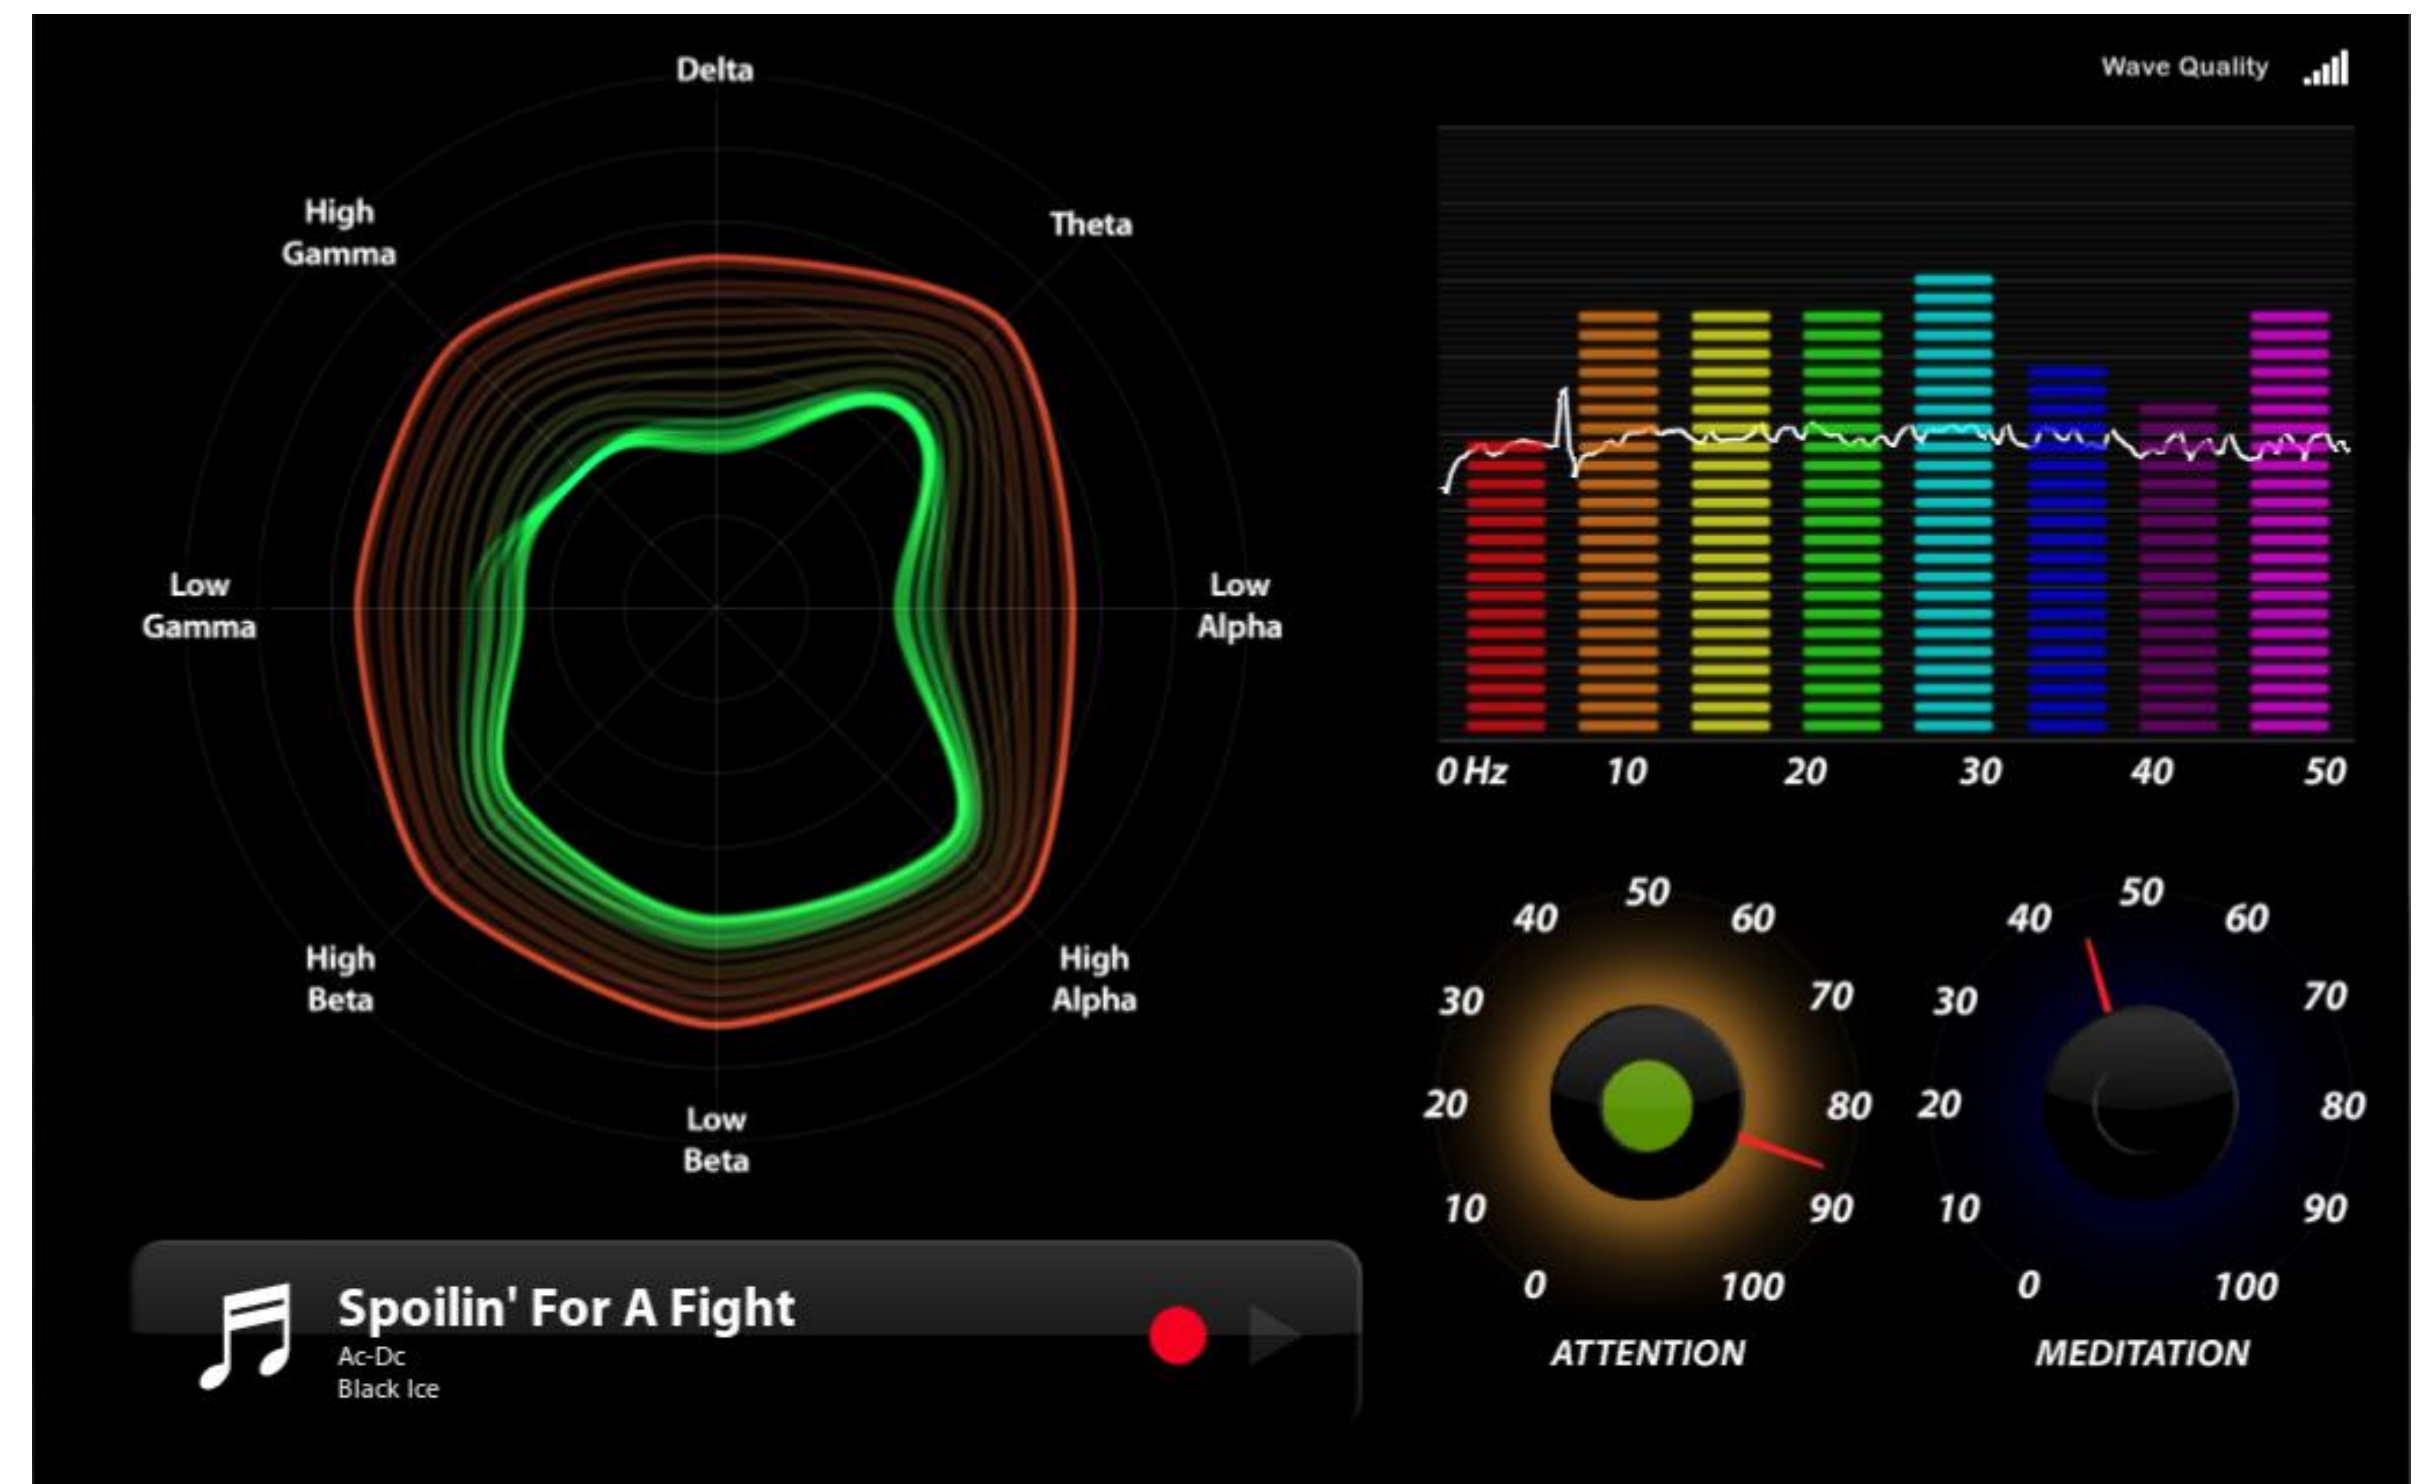 Delta
High
Gamma
Theta
Low
Gamma
Low
Alpha
High
Beta
High
Alpha
Low
Beta
Spoilin' For A Fight
Ac-Dc
Black Ice
Wave Quality
0 Hz 10 20 30 40 50
50
40 60
30 70
20 80
10 90
0 100
ATTENTION
50
40 60
30 70
20 80
10 90
0 100
MEDITATION